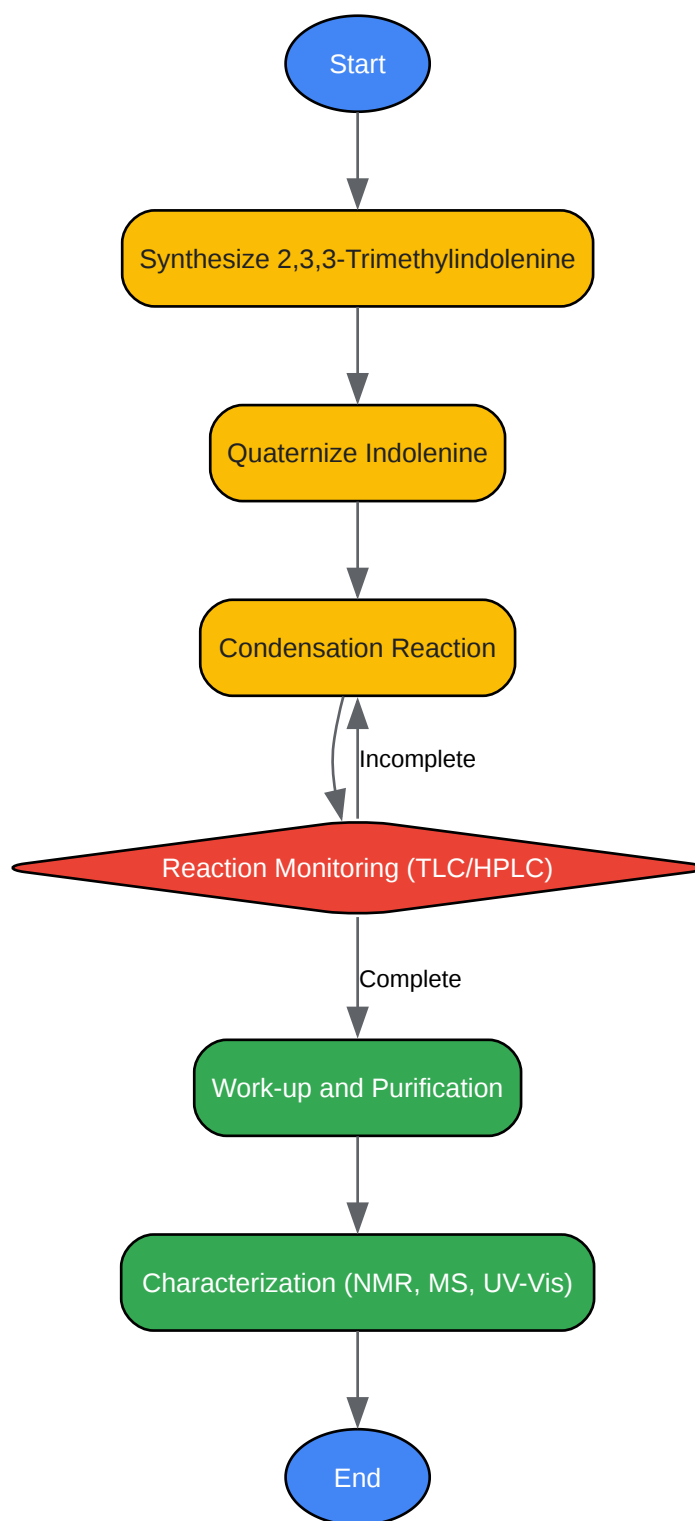 Start
Synthesize 2,3,3-Trimethylindolenine
Quaternize Indolenine
Condensation Reaction
Incomplete
Reaction Monitoring (TLC/HPLC)
Complete
Work-up and Purification
Characterization (NMR, MS, UV-Vis)
End